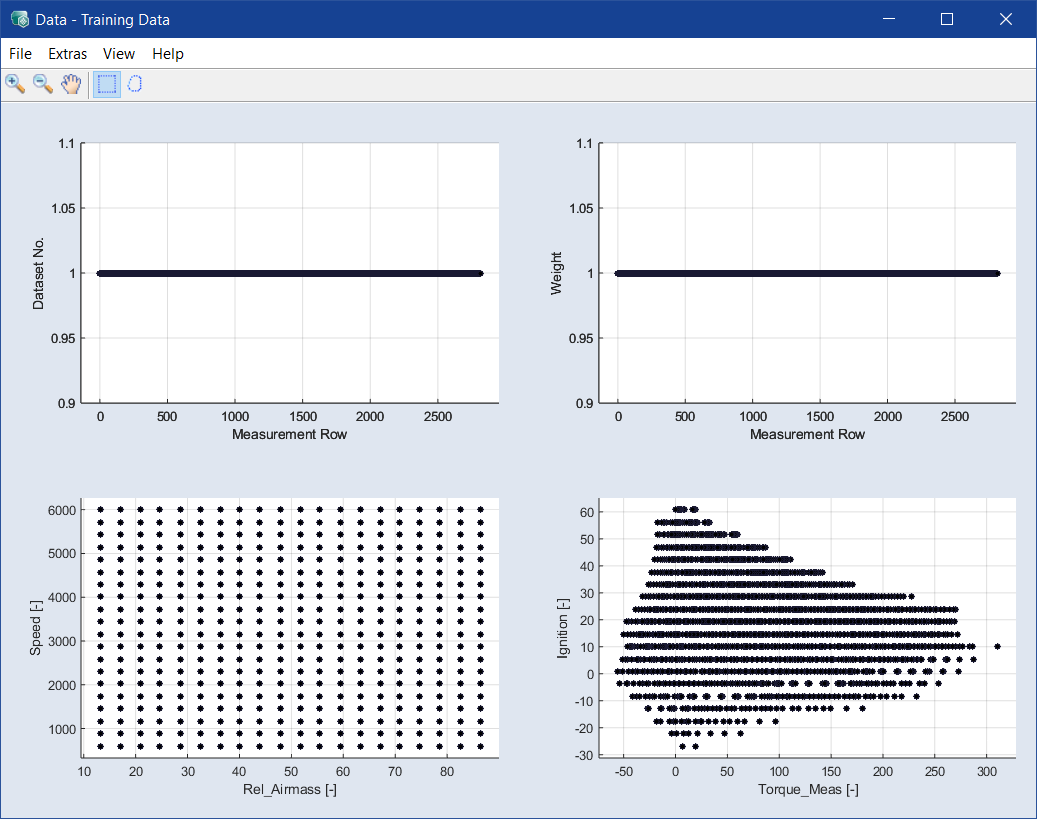 Data - Training Data
File Extras View Help
1.1
1.05
1
0.95
0.9
Dataset No.
0 500 1000 1500 2000 2500
Measurement Row
1.1
1.05
1
0.95
0.9
Weight
0 500 1000 1500 2000 2500
Measurement Row
6000
5000
4000
3000
2000
1000
Speed [-]
10 20 30 40 50 60 70 80
Rel_Airmass [-]
60
50
40
30
20
10
0
-10
-20
-30
Ignition [-]
-50 0 50 100 150 200 250 300
Torque_Meas [-]